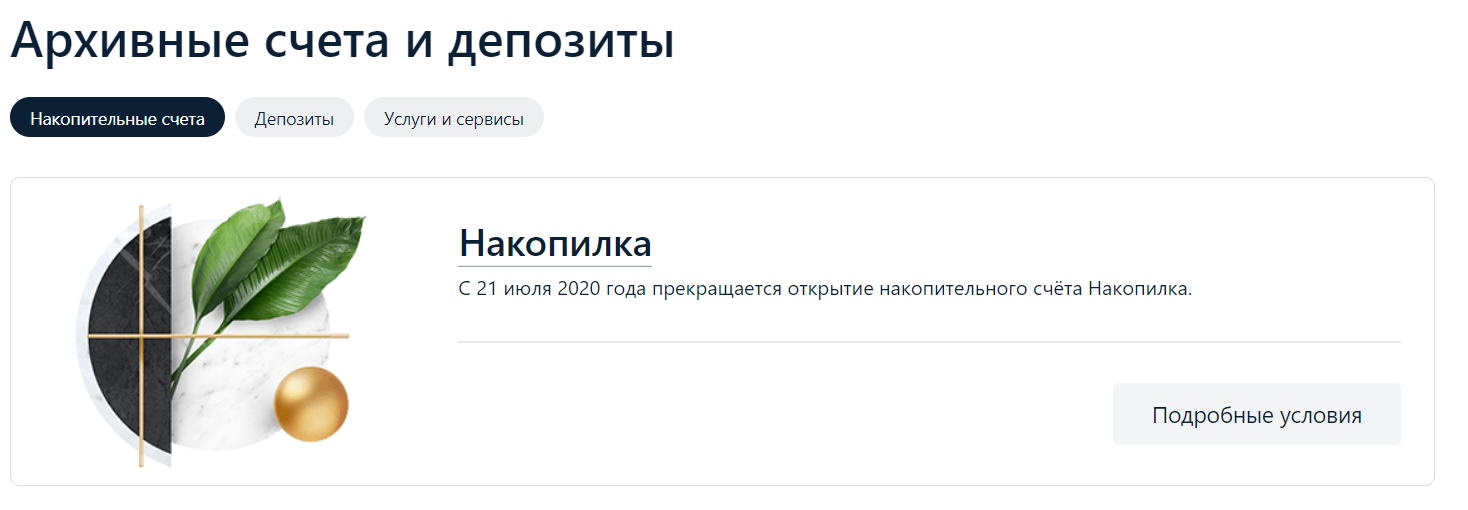 Архивные счета и депозиты
Накопительные счета
Депозиты
Услуги и сервисы
Накопилка
С 21 июля 2020 года прекращается открытие накопительного счёта Накопилка.
Подробные условия